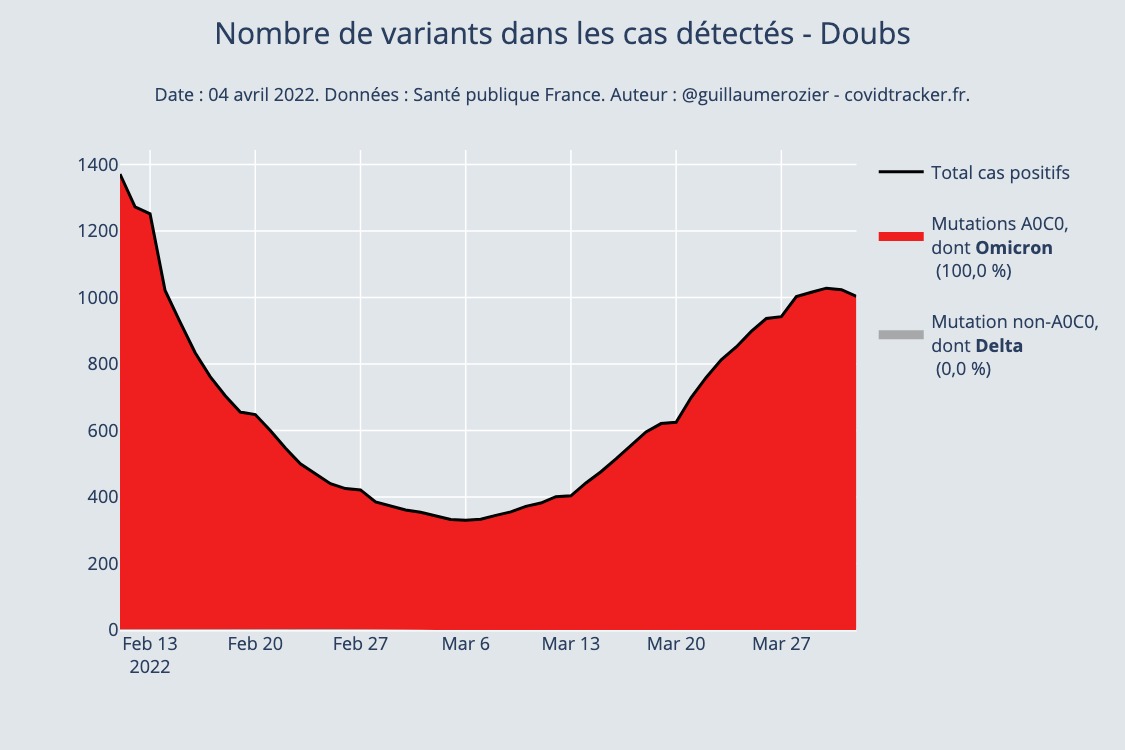 Nombre de variants dans les cas détectés - Doubs
Date : 04 avril 2022. Données : Santé publique France. Auteur : @guillaumerozier - covidtracker.fr.
1400
1200
1000
800
600
400
200
0
Feb 13
2022
Feb 20
Feb 27
Mar 6
Mar 13
Mar 20
Mar 27
Total cas positifs
Mutations A0C0,
dont Omicron
(100,0 %)
Mutation non-A0C0,
dont Delta
(0,0 %)